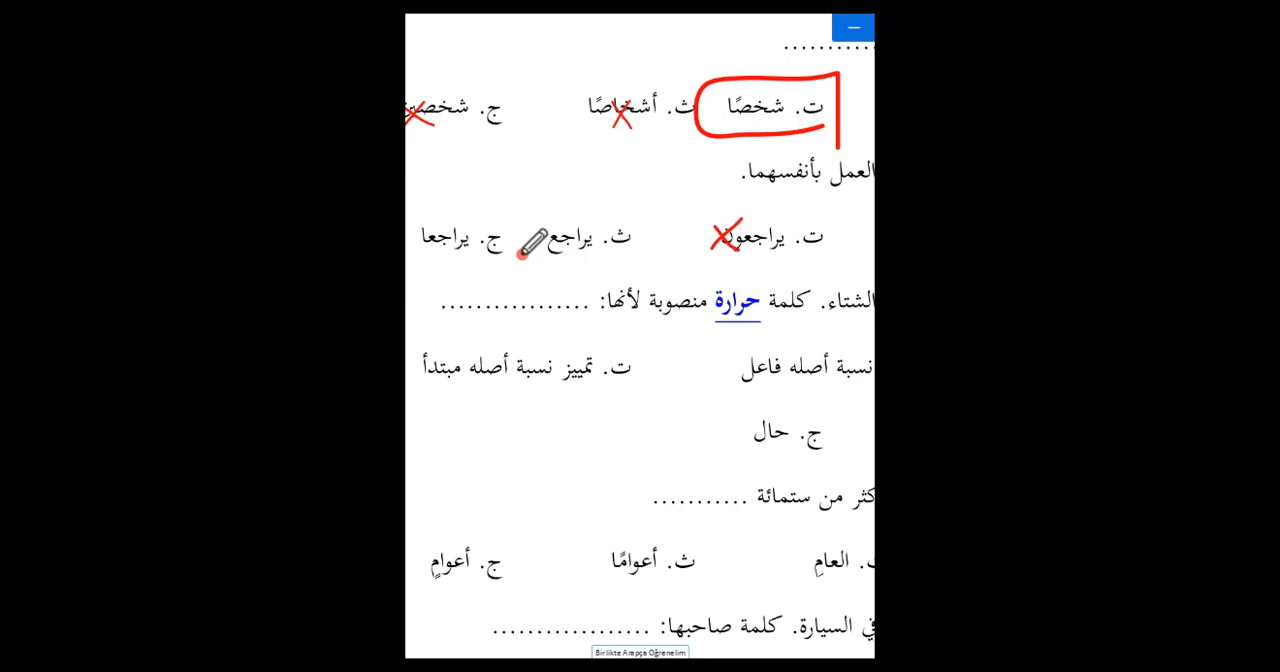 ...........
ت. شخصًا ث. أشخاصًا ج. شخصين
العمل بأنفسهما.
ت. يراجعون ث. يراجع ج. يراجعا
الشتاء. كلمة حرارة منصوبة لأنها: .................
نسبة أصله فاعل ت. تمييز نسبة أصله مبتدأ
ج. حال
كثر من ستمائة ...........
العامِ ث. أعوامًا ج. أعوامٍ
في السيارة. كلمة صاحبها: ..................
Birlikte Arapça Öğrenelim